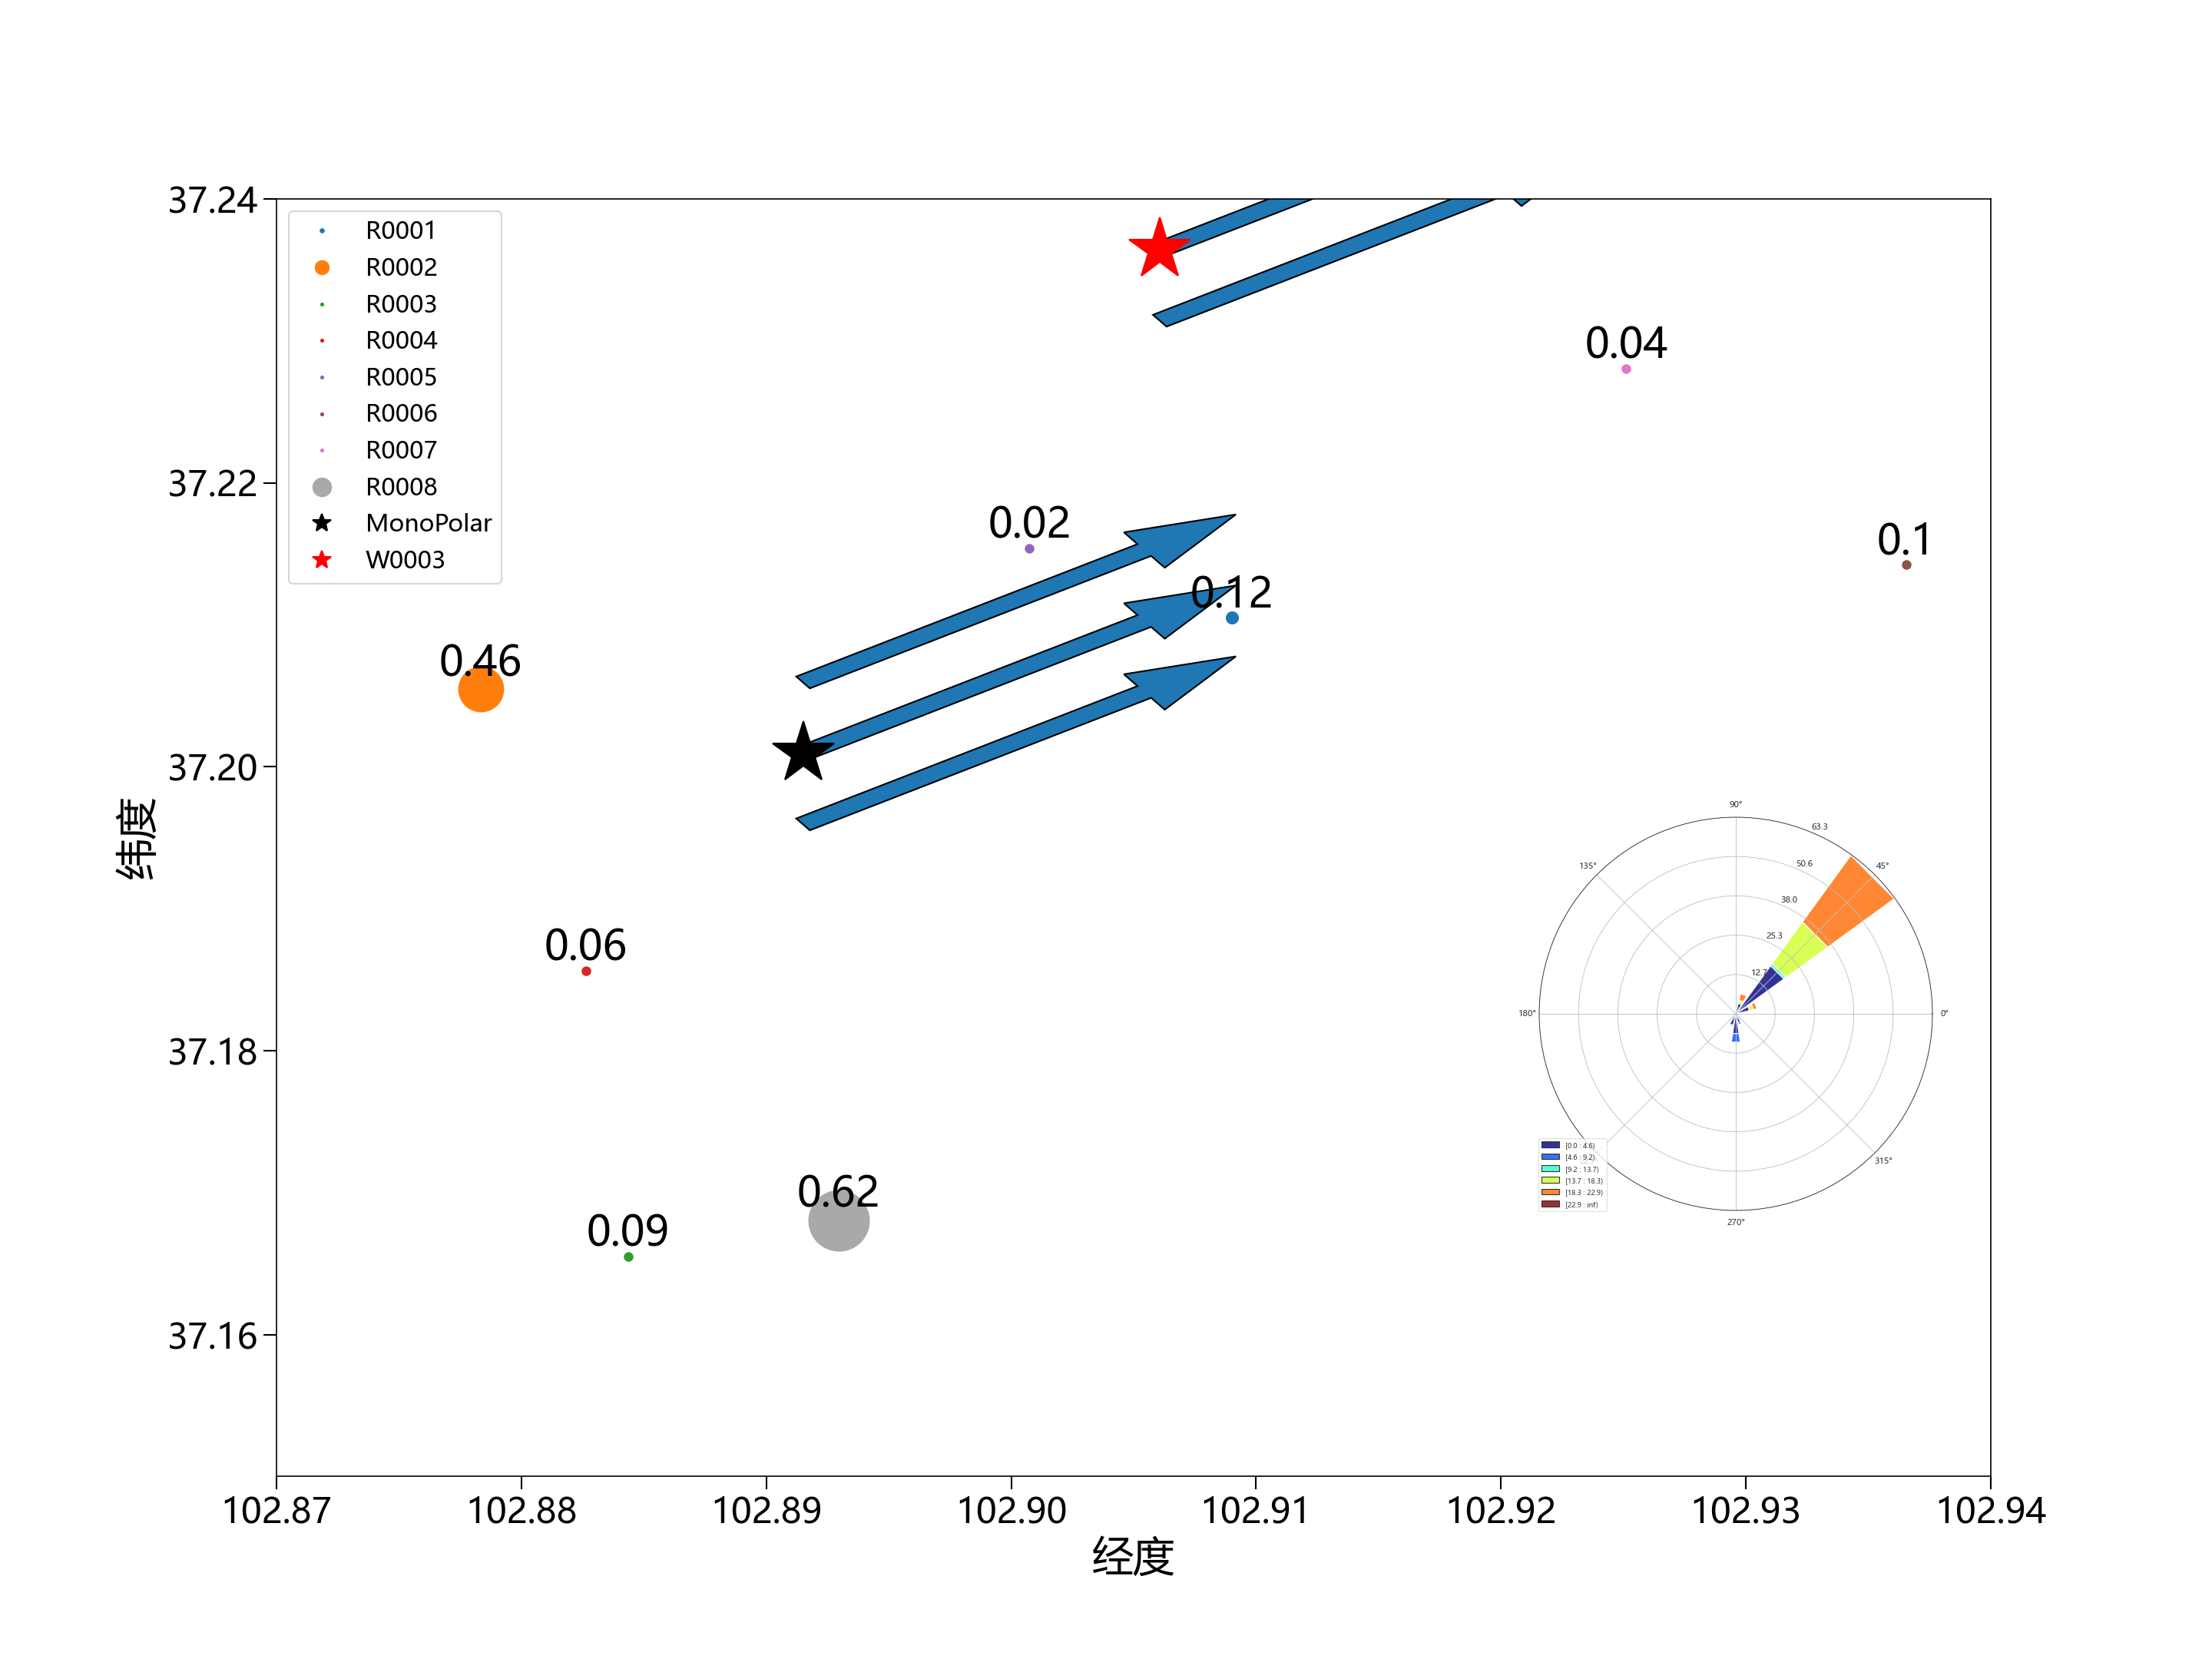 37.24
37.22
37.20
37.18
37.16
纬度
R0001
R0002
R0003
R0004
R0005
R0006
R0007
R0008
MonoPolar
W0003
0.04
0.02
0.1
0.12
0.46
0.06
0.62
0.09
90°
63.3
135°
50.6
45°
38.0
25.3
12.7
180°
0°
315°
270°
[0.0 : 4.6)
[4.6 : 9.2)
[9.2 : 13.7)
[13.7 : 18.3)
[18.3 : 22.9)
[22.9 : inf)
102.87
102.88
102.89
102.90
102.91
102.92
102.93
102.94
经度